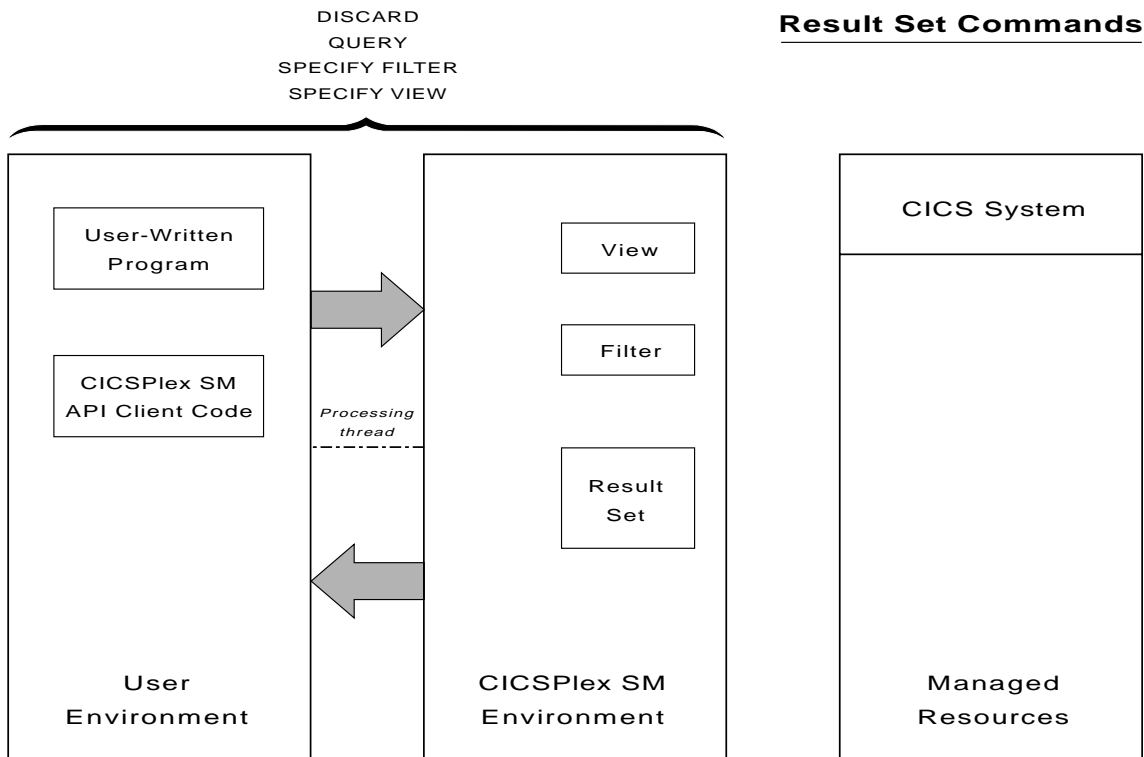 Result Set Commands
DISCARD
QUERY
SPECIFY FILTER
SPECIFY VIEW
User-Written
Program
CICSPlex SM
API Client Code
User
Environment
Processing
thread
View
Filter
Result
Set
CICSPlex SM
Environment
CICS System
Managed
Resources